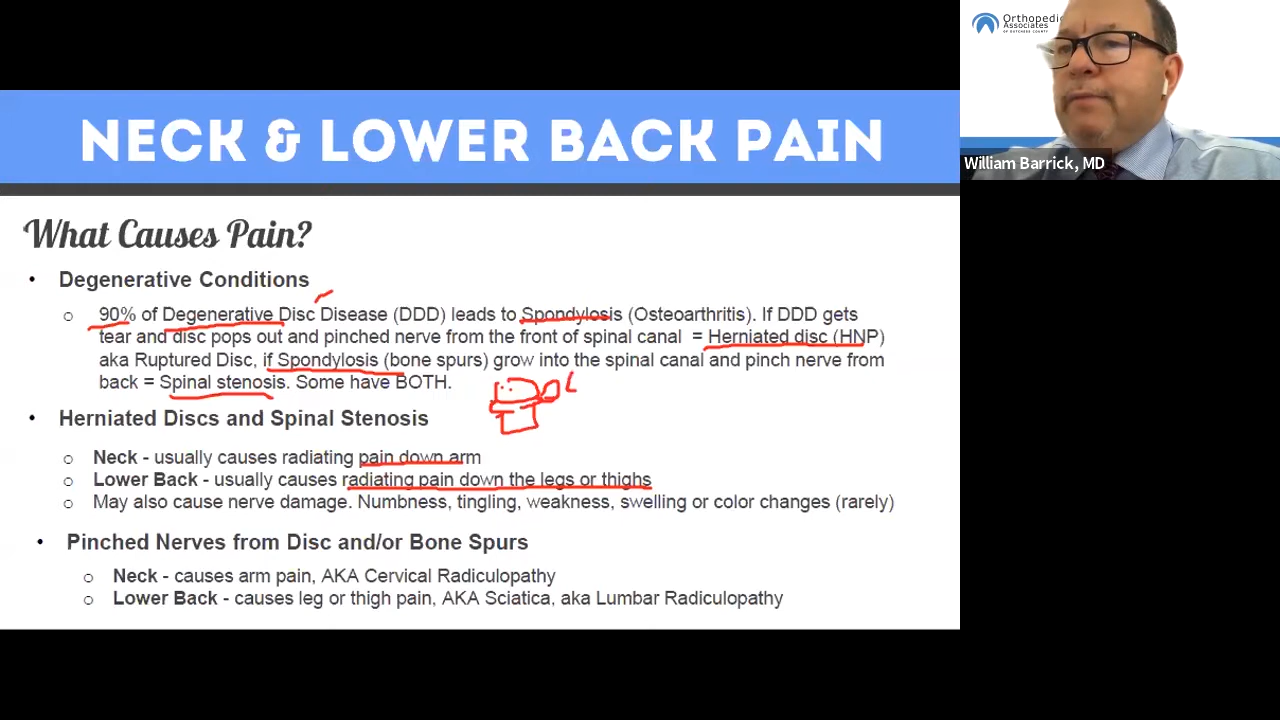 NECK & LOWER BACK PAIN
Orthopedic
Associates
OF DUTCHESS COUNTY
William Barrick, MD
What Causes Pain?
• Degenerative Conditions
○ 90% of Degenerative Disc Disease (DDD) leads to Spondylosis (Osteoarthritis). If DDD gets
tear and disc pops out and pinched nerve from the front of spinal canal = Herniated disc (HNP)
aka Ruptured Disc, if Spondylosis (bone spurs) grow into the spinal canal and pinch nerve from
back = Spinal stenosis. Some have BOTH.
• Herniated Discs and Spinal Stenosis
○ Neck - usually causes radiating pain down arm
○ Lower Back - usually causes radiating pain down the legs or thighs
○ May also cause nerve damage. Numbness, tingling, weakness, swelling or color changes (rarely)
• Pinched Nerves from Disc and/or Bone Spurs
○ Neck - causes arm pain, AKA Cervical Radiculopathy
○ Lower Back - causes leg or thigh pain, AKA Sciatica, aka Lumbar Radiculopathy